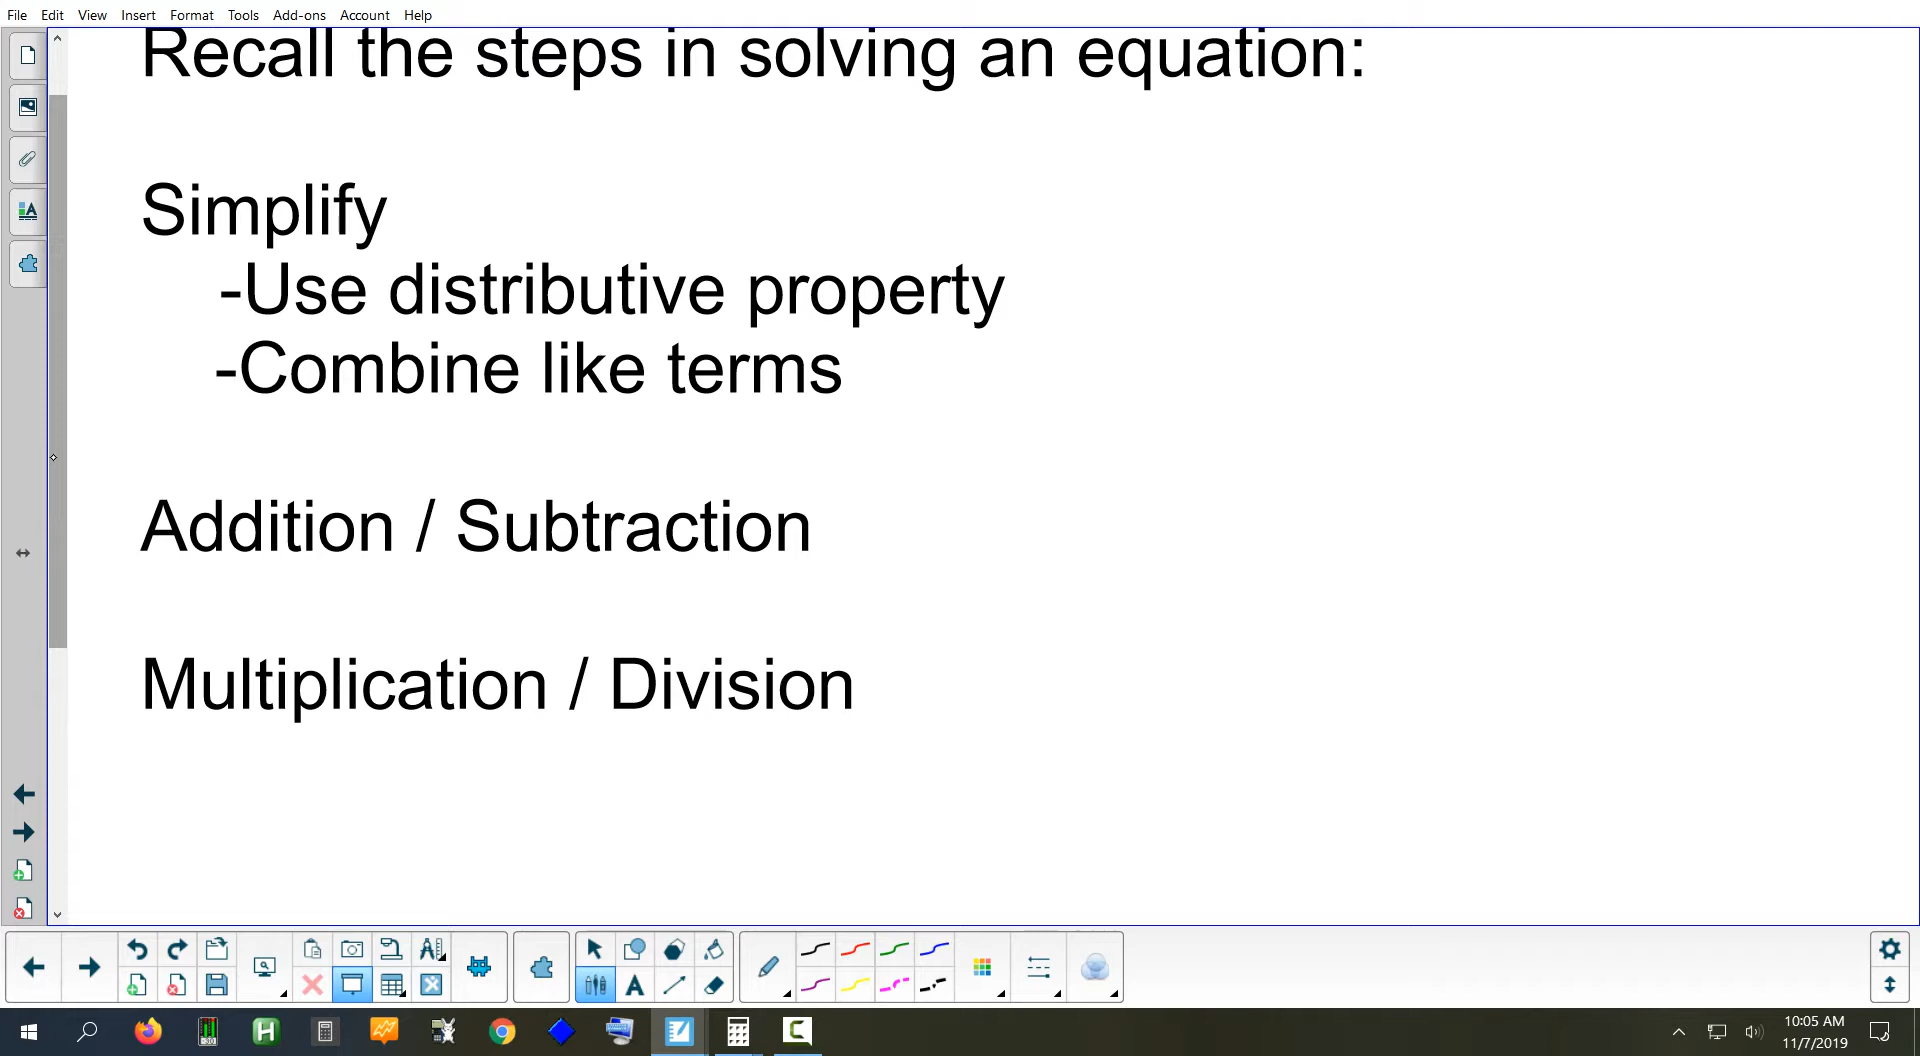 File Edit View Insert Format Tools Add-ons Account Help
Recall the steps in solving an equation:
Simplify
-Use distributive property
-Combine like terms
Addition / Subtraction
Multiplication / Division
10:05 AM
11/7/2019